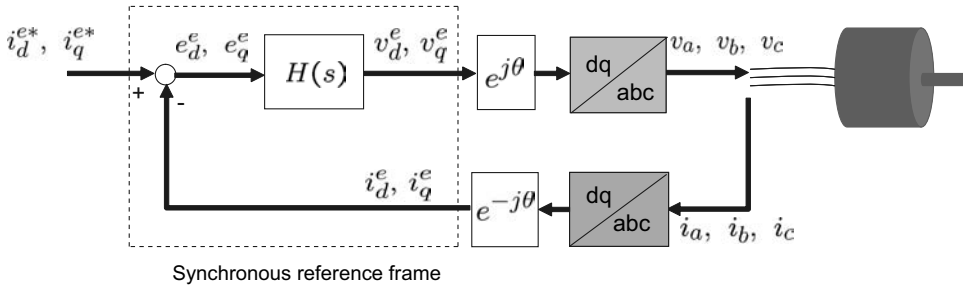 i_d^{e*}, i_q^{e*}
e_d^e, e_q^e
v_d^e, v_q^e
v_a, v_b, v_c
H(s)
e^{jθ}
dq
abc
+
-
i_d^e, i_q^e
e^{-jθ}
dq
abc
i_a, i_b, i_c
Synchronous reference frame